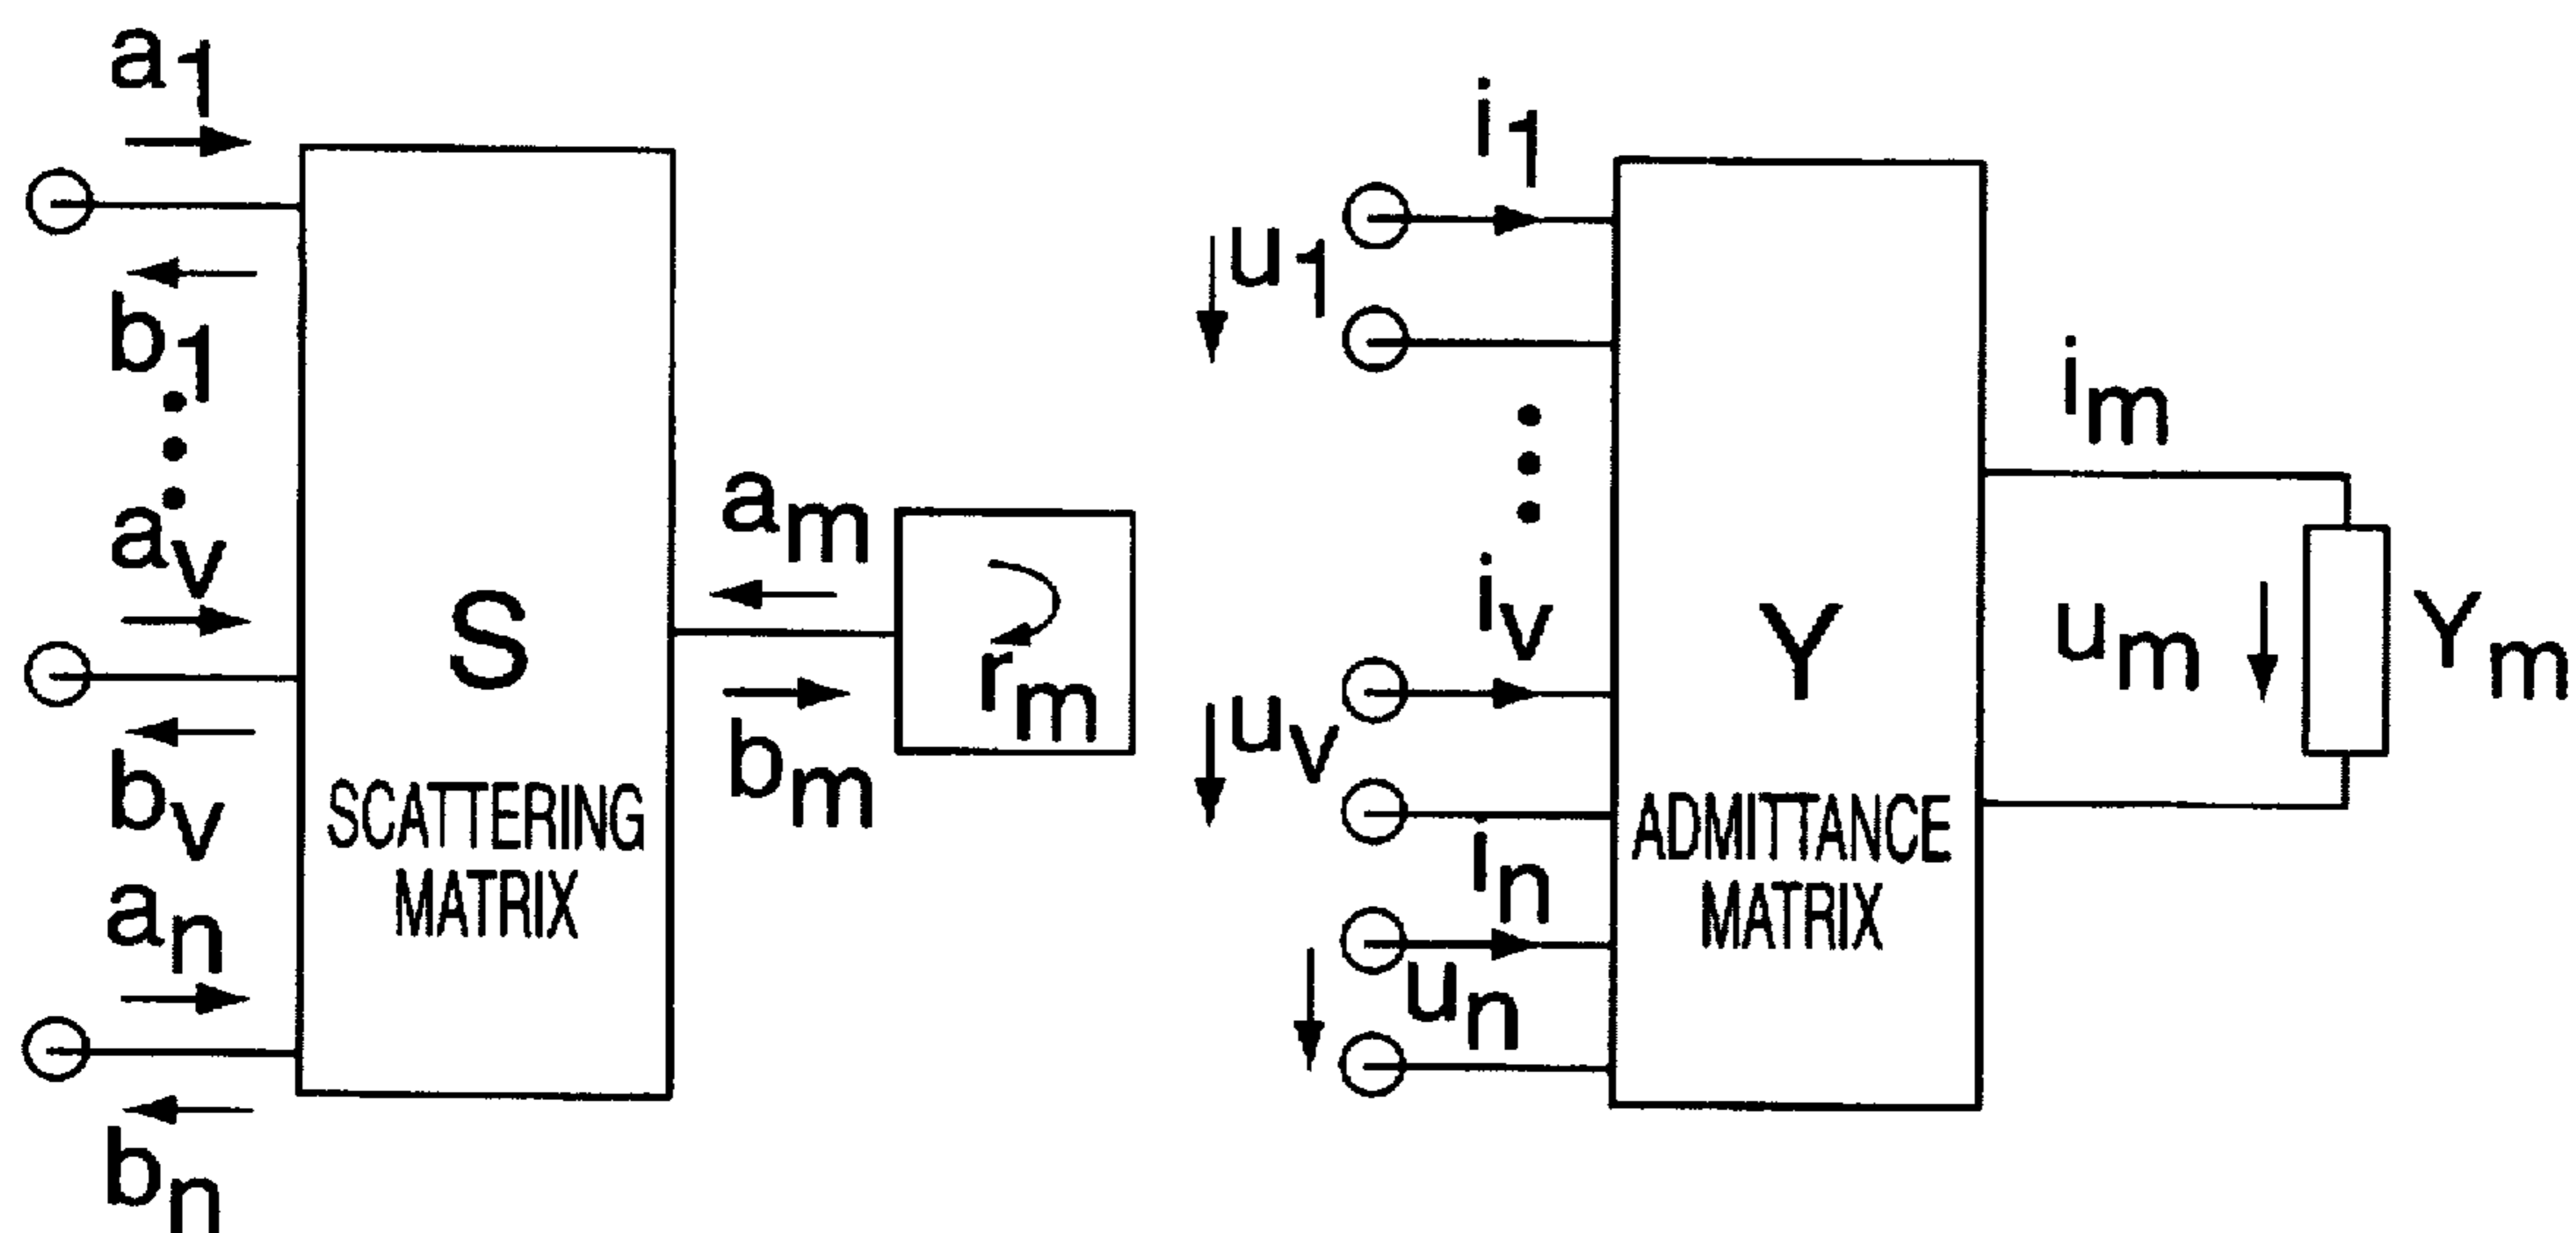 a1
b1
av
bv
an
bn
S
SCATTERING
MATRIX
am
bm
rm
i1
u1
iv
uv
in
un
Y
ADMITTANCE
MATRIX
im
um
Ym